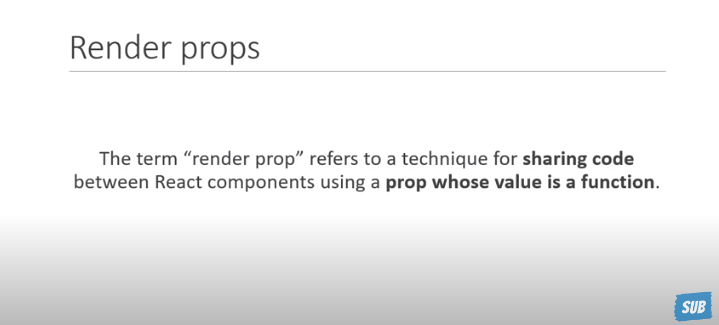 Render props
The term “render prop” refers to a technique for sharing code
between React components using a prop whose value is a function.
SUB